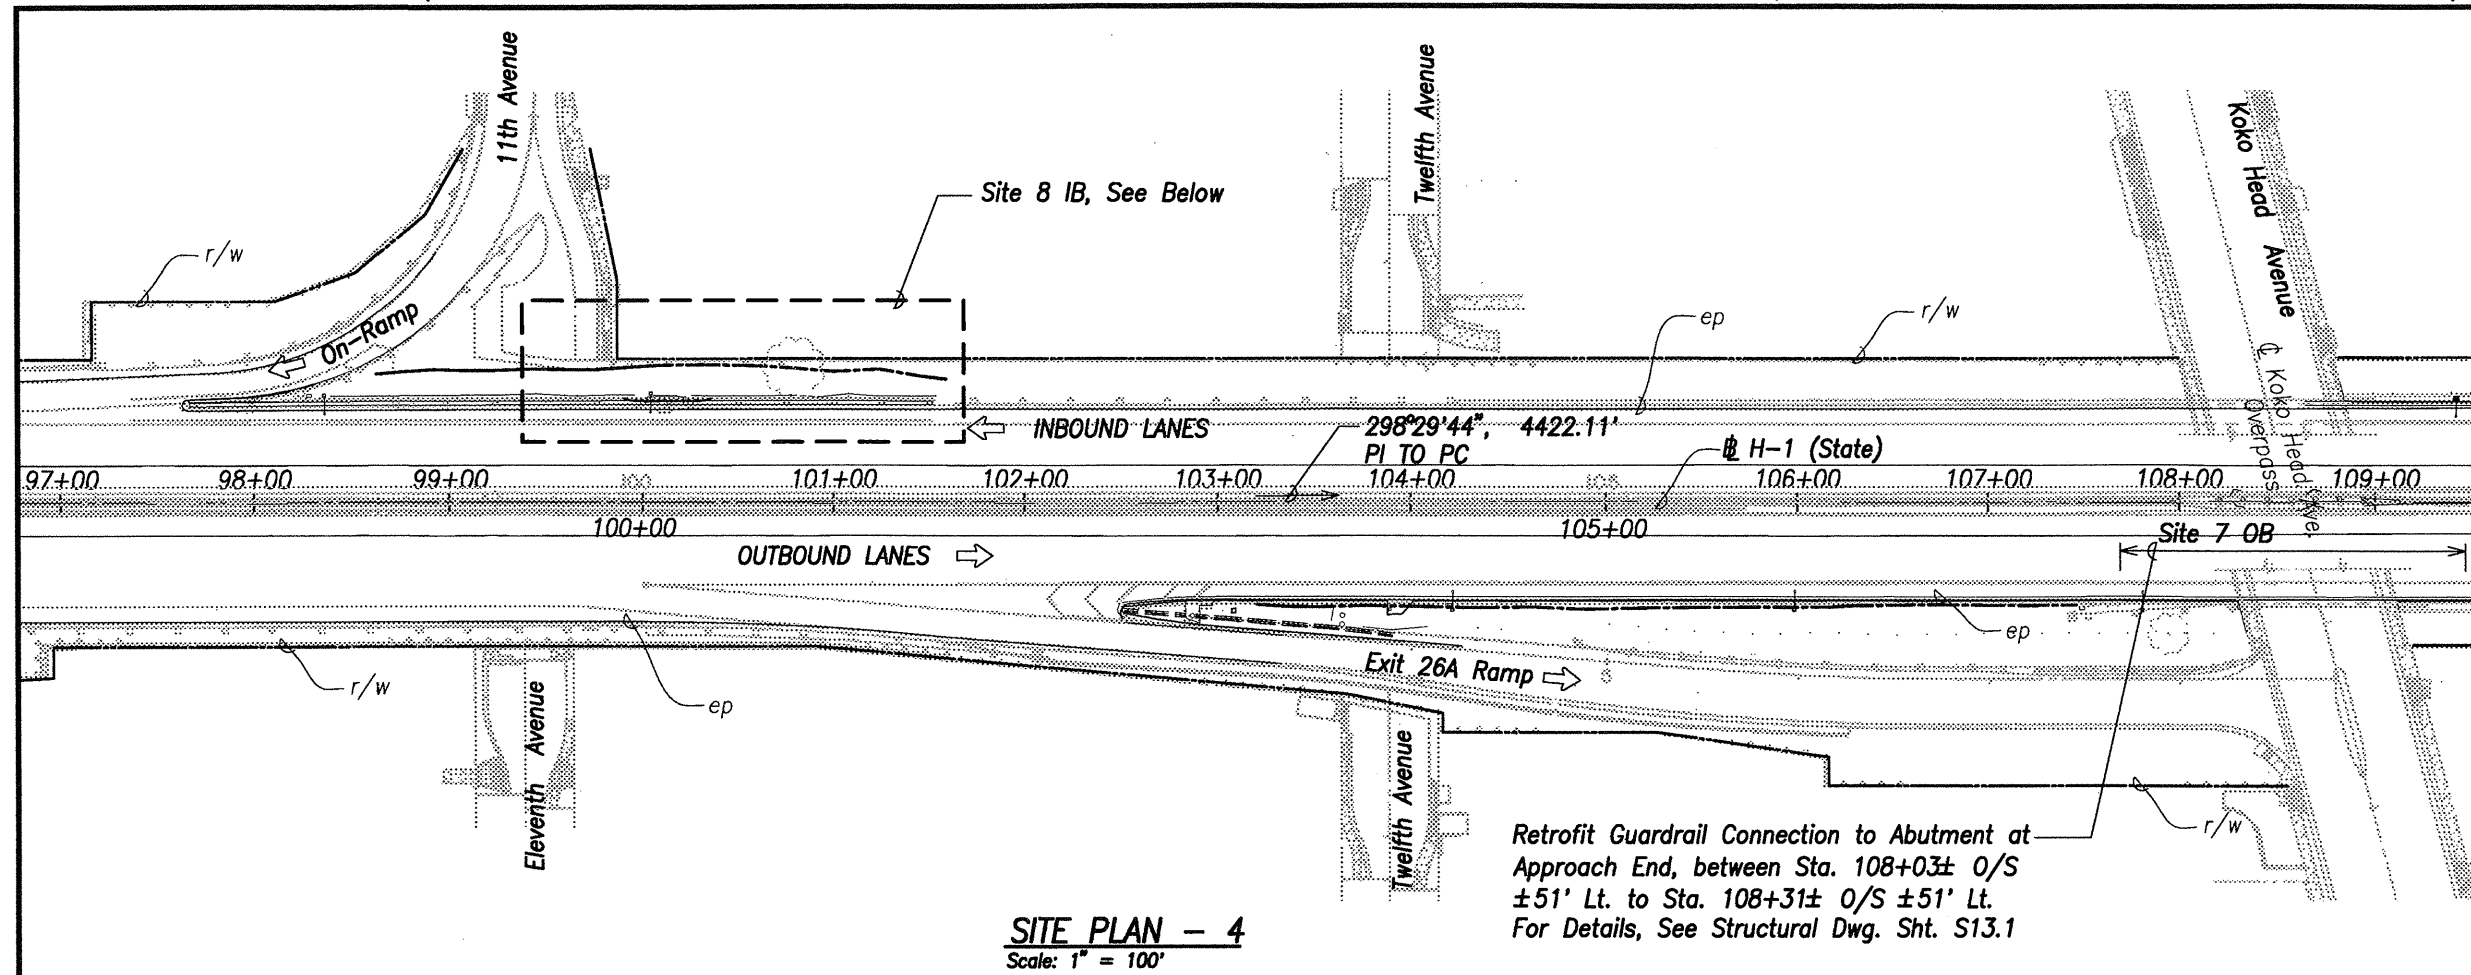 11th Avenue
Twelfth Avenue
Koko Head Avenue
Site 8 IB, See Below
r/w
On-Ramp
ep
r/w
℄ Koko Head Ave.
Overpass
INBOUND LANES
298°29'44", 4422.11'
PI TO PC
BL H-1 (State)
97+00 98+00 99+00 100 101+00 102+00 103+00 104+00 105 106+00 107+00 108+00 109+00
100+00 105+00
Site 7 OB
OUTBOUND LANES
ep
r/w
Exit 26A Ramp
ep
Eleventh Avenue
Twelfth Avenue
r/w
Retrofit Guardrail Connection to Abutment at
Approach End, between Sta. 108+03± O/S
±51' Lt. to Sta. 108+31± O/S ±51' Lt.
For Details, See Structural Dwg. Sht. S13.1
SITE PLAN - 4
Scale: 1" = 100'